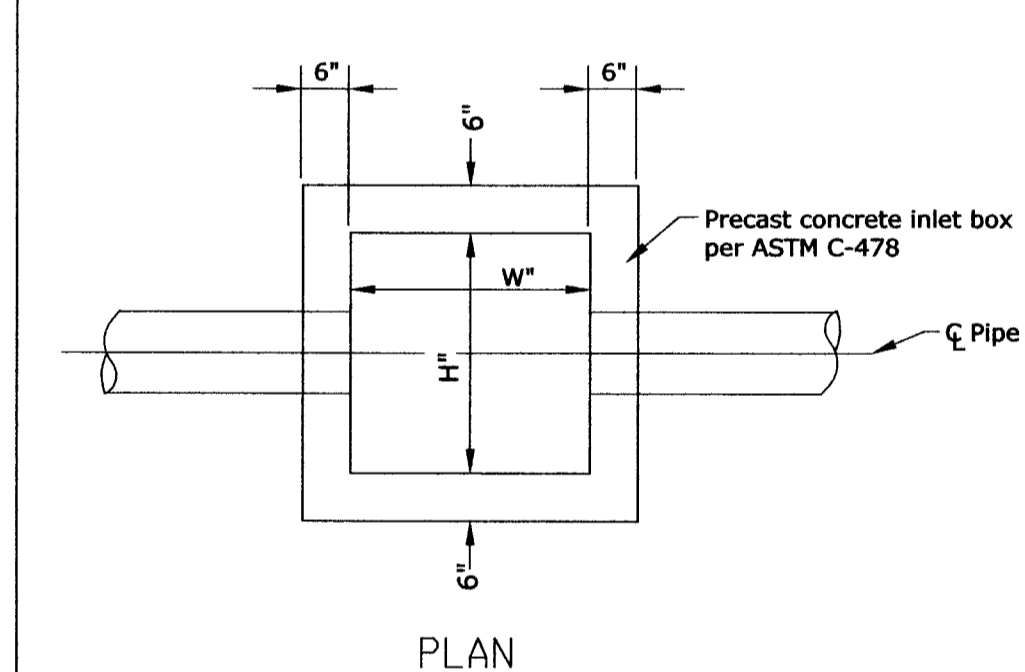 6"
6"
6"
Precast concrete inlet box
per ASTM C-478
W"
H"
℄ Pipe
6"
PLAN